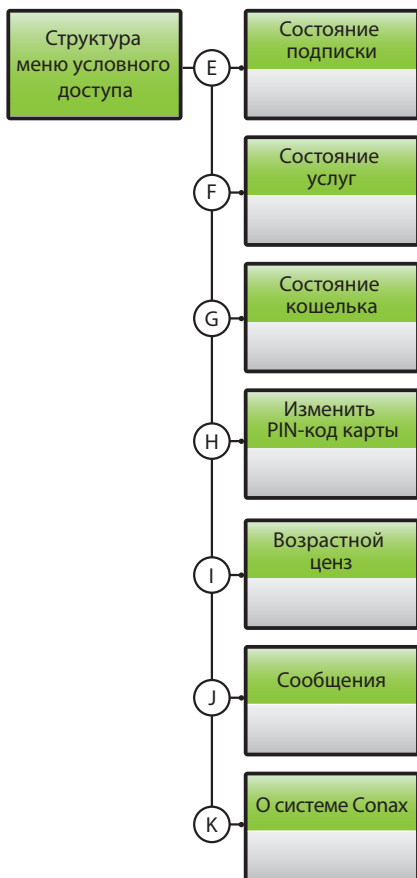 Структура
меню условного
доступа
E
Состояние
подписки
F
Состояние
услуг
G
Состояние
кошелька
H
Изменить
PIN-код карты
I
Возрастной
ценз
J
Сообщения
K
О системе Conax